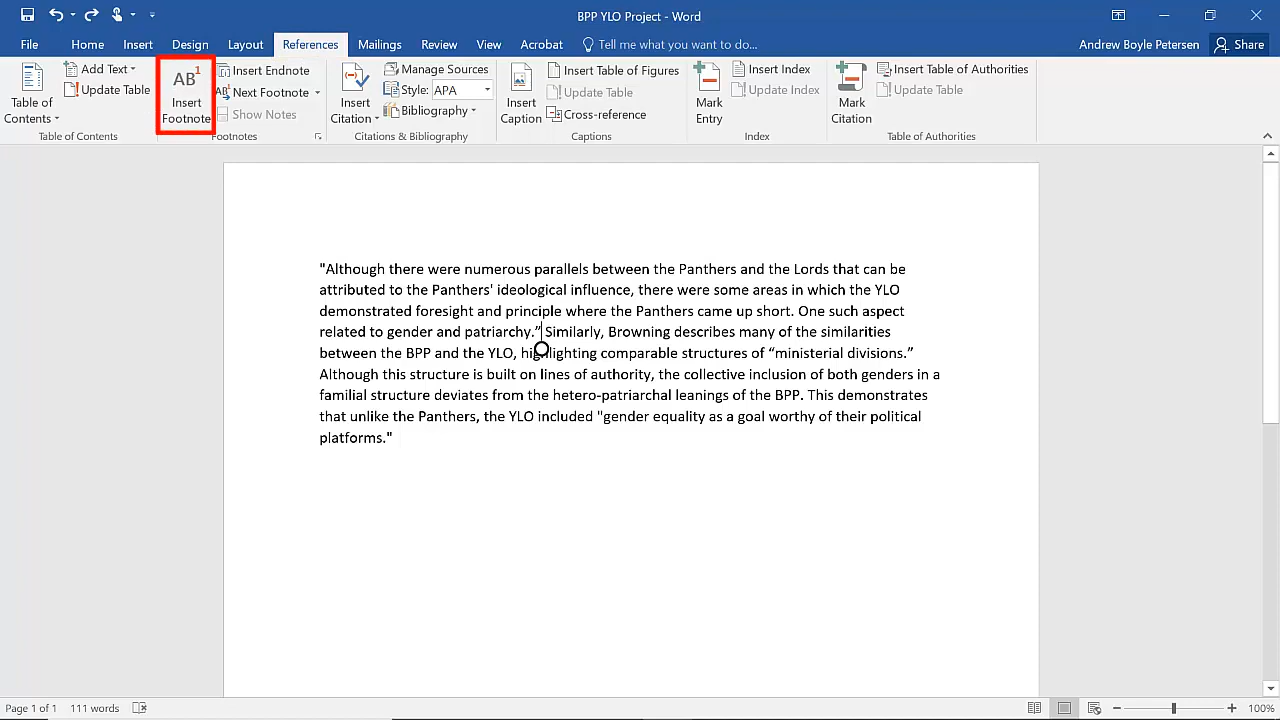 BPP YLO Project - Word
File Home Insert Design Layout References Mailings Review View Acrobat Tell me what you want to do... Andrew Boyle Petersen Share
Table of Contents
Add Text
Update Table
Table of Contents
AB1
Insert Footnote
Insert Endnote
AB1 Next Footnote
Show Notes
Footnotes
Insert Citation
Manage Sources
Style: APA
Bibliography
Citations & Bibliography
Insert Caption
Insert Table of Figures
Update Table
Cross-reference
Captions
Mark Entry
Insert Index
Update Index
Index
Mark Citation
Insert Table of Authorities
Update Table
Table of Authorities
"Although there were numerous parallels between the Panthers and the Lords that can be
attributed to the Panthers' ideological influence, there were some areas in which the YLO
demonstrated foresight and principle where the Panthers came up short. One such aspect
related to gender and patriarchy.” Similarly, Browning describes many of the similarities
between the BPP and the YLO, highlighting comparable structures of “ministerial divisions.”
Although this structure is built on lines of authority, the collective inclusion of both genders in a
familial structure deviates from the hetero-patriarchal leanings of the BPP. This demonstrates
that unlike the Panthers, the YLO included "gender equality as a goal worthy of their political
platforms."
Page 1 of 1 111 words 100%